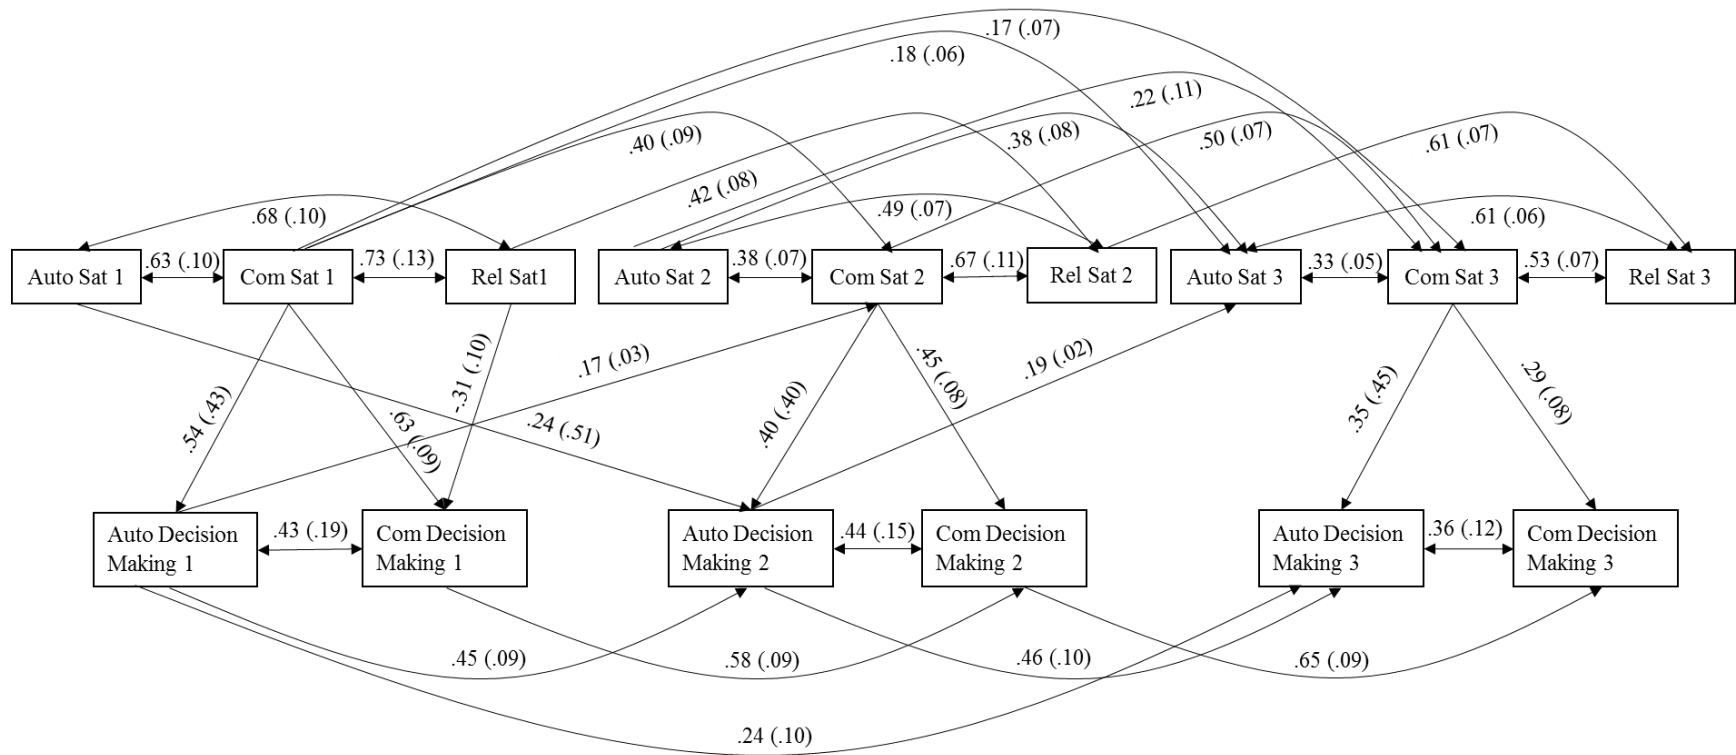 .17 (.07)
.18 (.06)
.22 (.11)
.40 (.09)
.38 (.08)
.50 (.07)
.61 (.07)
.42 (.08)
.68 (.10)
.49 (.07)
.61 (.06)
Auto Sat 1
.63 (.10)
Com Sat 1
.73 (.13)
Rel Sat1
Auto Sat 2
.38 (.07)
Com Sat 2
.67 (.11)
Rel Sat 2
Auto Sat 3
.33 (.05)
Com Sat 3
.53 (.07)
Rel Sat 3
.54 (.43)
.63 (.09)
-.31 (.10)
.17 (.03)
.24 (.51)
.40 (.40)
.45 (.08)
.19 (.02)
.35 (.45)
.29 (.08)
Auto Decision
Making 1
.43 (.19)
Com Decision
Making 1
Auto Decision
Making 2
.44 (.15)
Com Decision
Making 2
Auto Decision
Making 3
.36 (.12)
Com Decision
Making 3
.45 (.09)
.58 (.09)
.46 (.10)
.65 (.09)
.24 (.10)